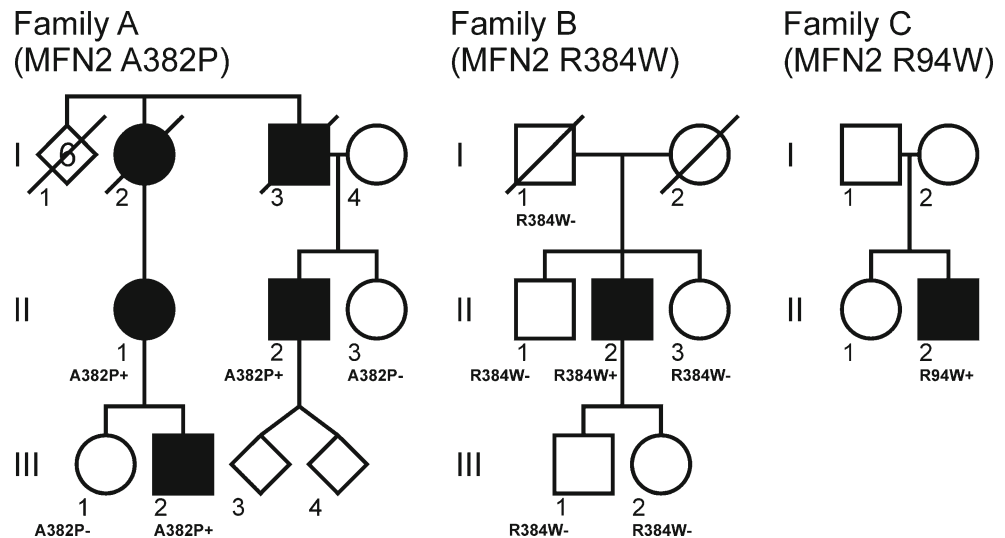 Family A
(MFN2 A382P)
Family B
(MFN2 R384W)
Family C
(MFN2 R94W)
I
6
1
2
3
4
I
1
2
R384W-
I
1
2
II
1
2
3
A382P+
A382P+
A382P-
II
1
2
3
R384W-
R384W+
R384W-
II
1
2
R94W+
III
1
2
3
4
A382P-
A382P+
III
1
2
R384W-
R384W-